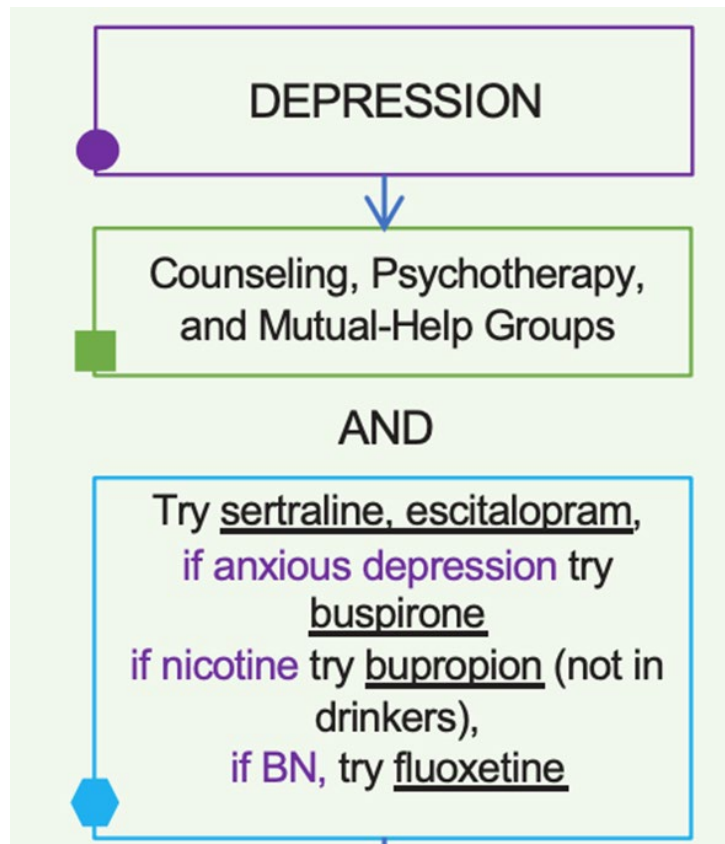 DEPRESSION
Counseling, Psychotherapy,
and Mutual-Help Groups
AND
Try sertraline, escitalopram,
if anxious depression try
buspirone
if nicotine try bupropion (not in
drinkers),
if BN, try fluoxetine